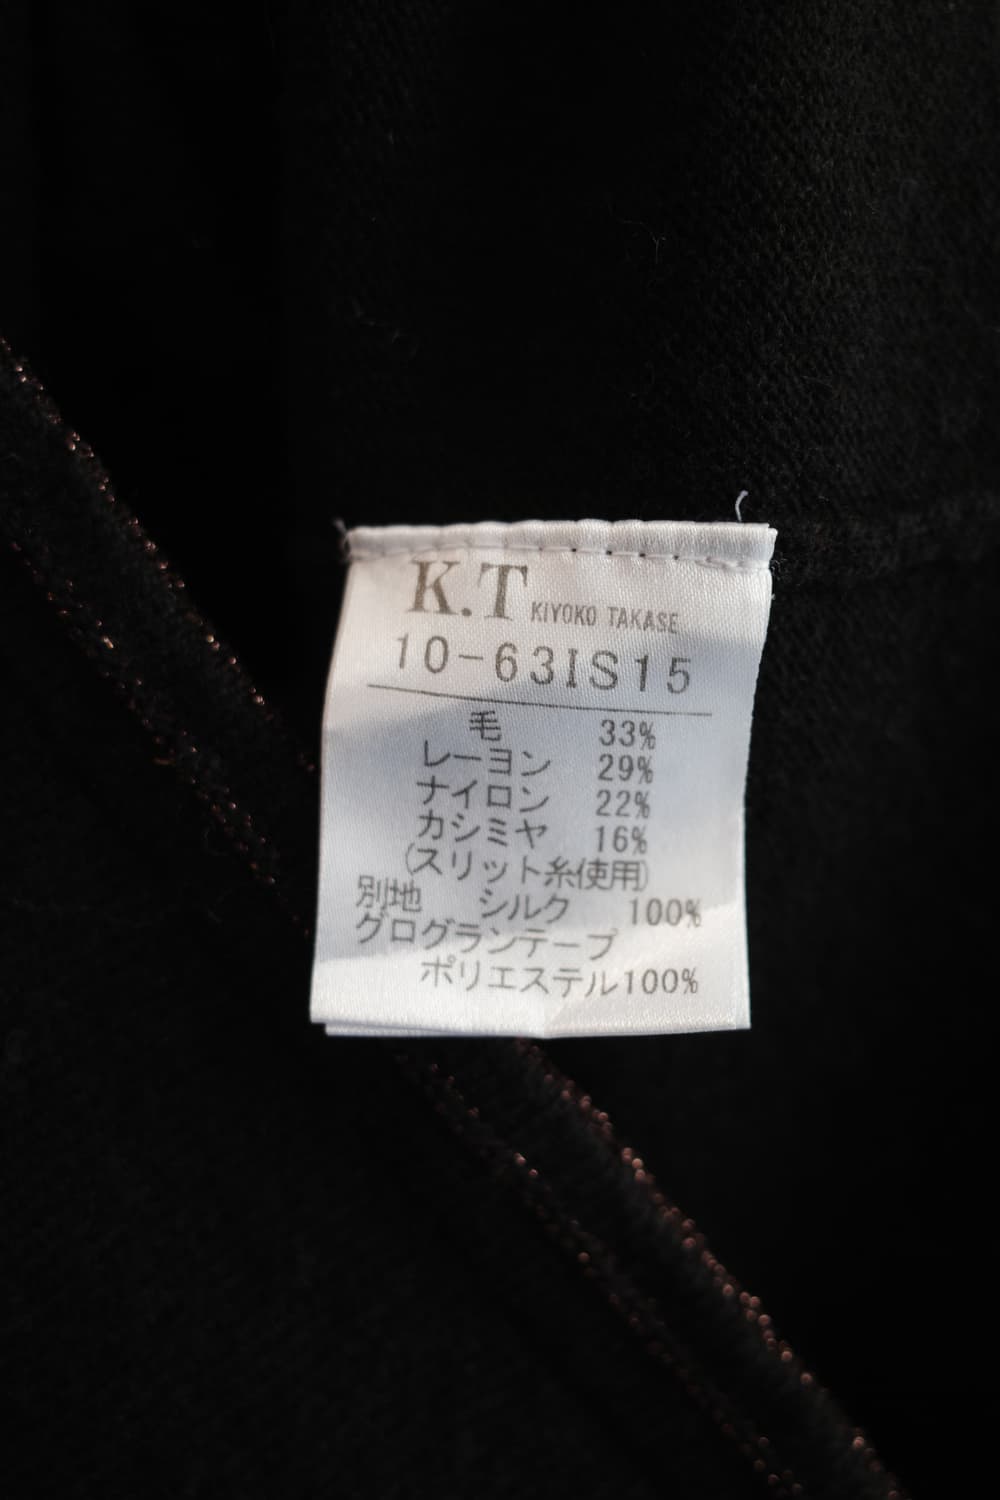 K.T KIYOKO TAKASE
10-63IS15
毛 33%
レーヨン 29%
ナイロン 22%
カシミヤ 16%
(スリット糸使用)
別地 シルク 100%
グログランテープ
ポリエステル100%